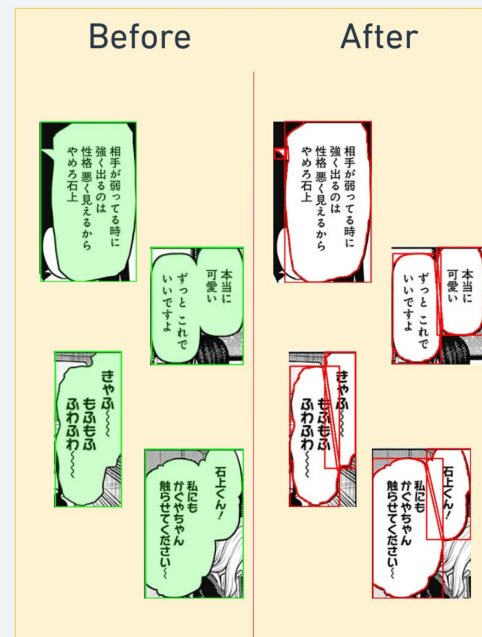 Before
After
相手が弱ってる時に
強く出るのは
性格 悪く見えるから
やめろ石上
本当に
可愛い
ずっと これで
いいですよ
きゃふ〜〜〜
もふもふ
ふわふわ〜〜〜
石上くん!
私にも
かぐやちゃん
触らせてください〜
相手が弱ってる時に
強く出るのは
性格 悪く見えるから
やめろ石上
本当に
可愛い
ずっと これで
いいですよ
きゃふ〜〜〜
もふもふ
ふわふわ〜〜〜
石上くん!
私にも
かぐやちゃん
触らせてください〜